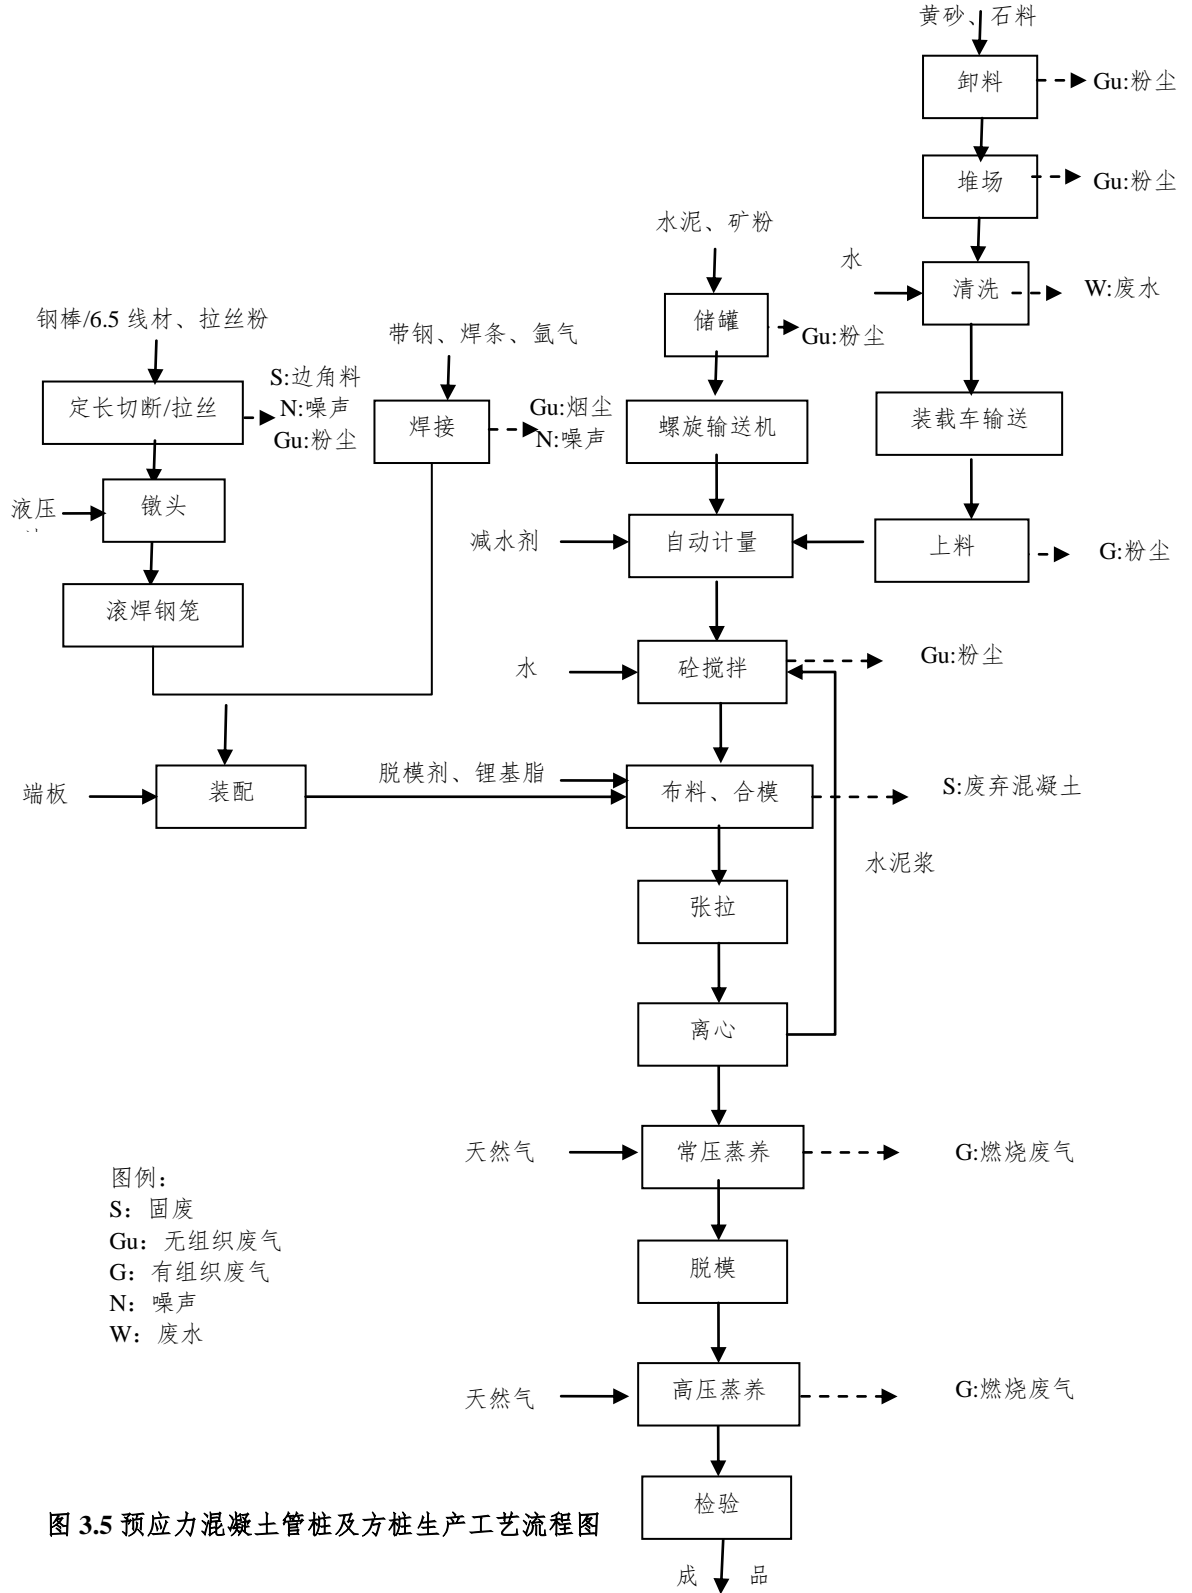 黄砂、石料
卸料
Gu:粉尘
堆场
Gu:粉尘
水泥、矿粉
水
清洗
W:废水
储罐
Gu:粉尘
钢棒/6.5 线材、拉丝粉
带钢、焊条、氩气
S:边角料
N:噪声
Gu:粉尘
定长切断/拉丝
焊接
Gu:烟尘
N:噪声
螺旋输送机
装载车输送
液压
镦头
减水剂
自动计量
上料
G:粉尘
滚焊钢笼
水
砼搅拌
Gu:粉尘
端板
装配
脱模剂、锂基脂
布料、合模
S:废弃混凝土
水泥浆
张拉
离心
天然气
常压蒸养
G:燃烧废气
图例：
S：固废
Gu：无组织废气
G：有组织废气
N：噪声
W：废水
脱模
天然气
高压蒸养
G:燃烧废气
检验
图 3.5 预应力混凝土管桩及方桩生产工艺流程图
成 品